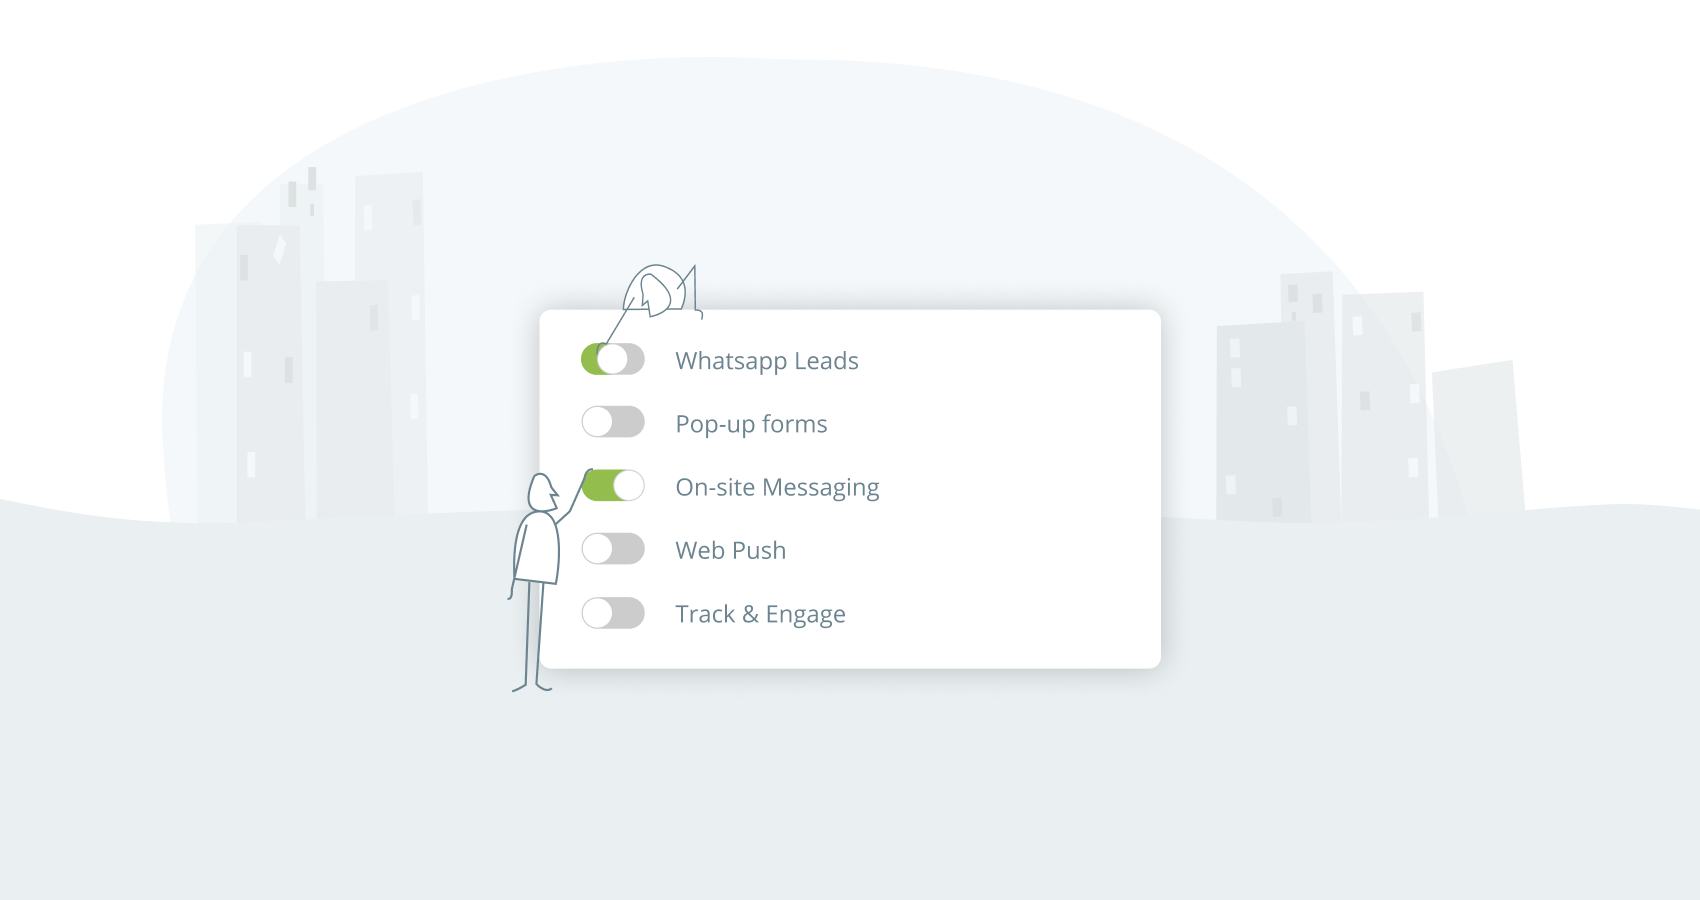 Whatsapp Leads
Pop-up forms
On-site Messaging
Web Push
Track & Engage